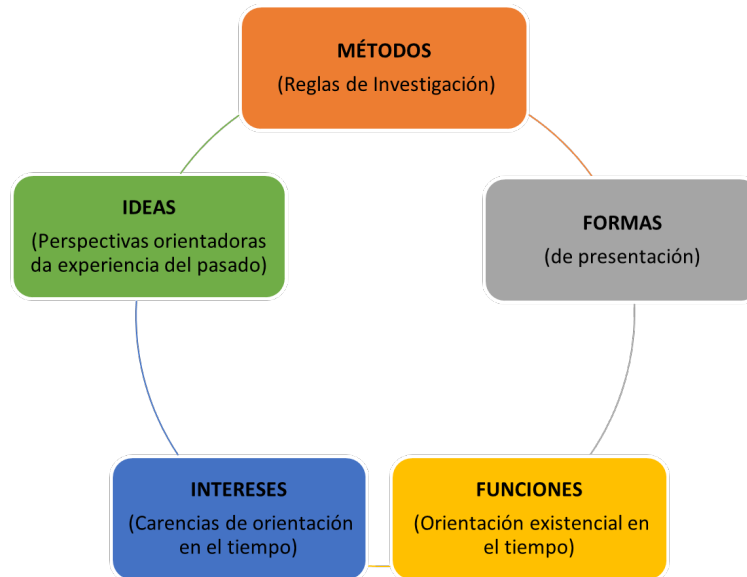 MÉTODOS
(Reglas de Investigación)
IDEAS
(Perspectivas orientadoras
da experiencia del pasado)
FORMAS
(de presentación)
INTERESES
(Carencias de orientación
en el tiempo)
FUNCIONES
(Orientación existencial en
el tiempo)